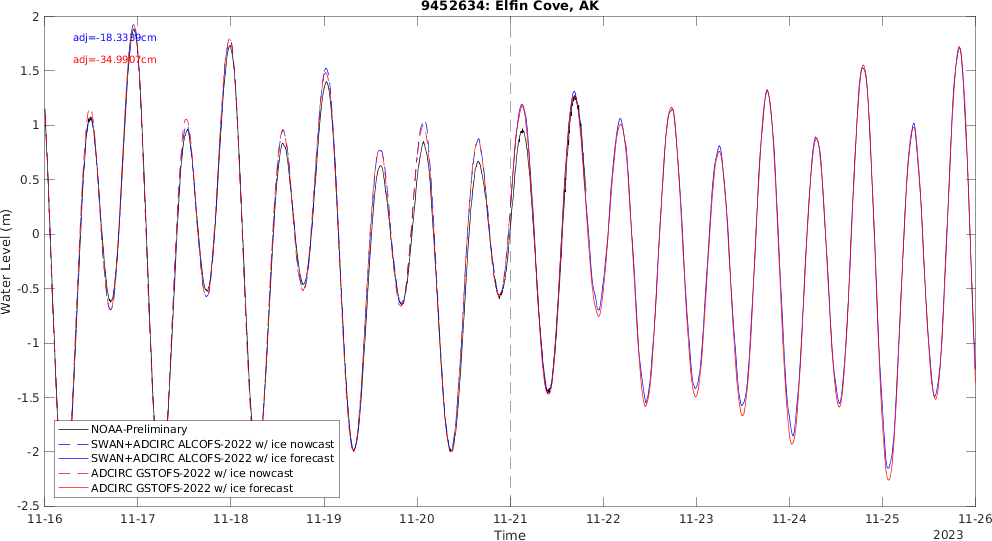 9452634: Elfin Cove, AK
adj=-18.3339cm
adj=-34.9907cm
2
1.5
1
0.5
0
-0.5
-1
-1.5
-2
-2.5
Water Level (m)
NOAA-Preliminary
SWAN+ADCIRC ALCOFS-2022 w/ ice nowcast
SWAN+ADCIRC ALCOFS-2022 w/ ice forecast
ADCIRC GSTOFS-2022 w/ ice nowcast
ADCIRC GSTOFS-2022 w/ ice forecast
11-16 11-17 11-18 11-19 11-20 11-21 11-22 11-23 11-24 11-25 11-26
Time
2023